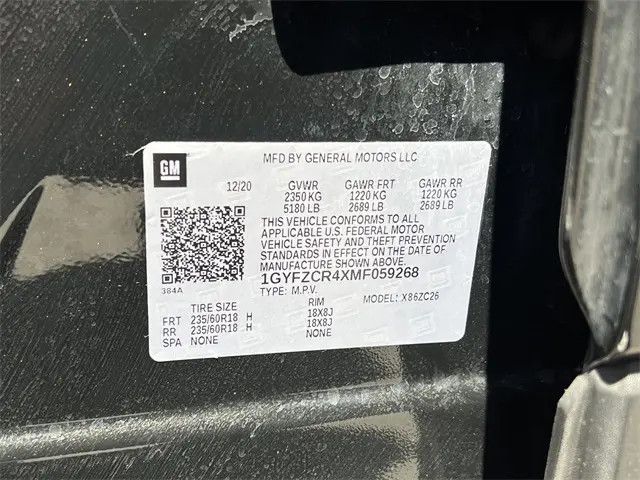 GM
MFD BY GENERAL MOTORS LLC
12/20 GVWR GAWR FRT GAWR RR
2350 KG 1220 KG 1220 KG
5180 LB 2689 LB 2689 LB
THIS VEHICLE CONFORMS TO ALL
APPLICABLE U.S. FEDERAL MOTOR
VEHICLE SAFETY AND THEFT PREVENTION
STANDARDS IN EFFECT ON THE DATE OF
MANUFACTURE SHOWN ABOVE.
384A 1GYFZCR4XMF059268
TYPE: M.P.V. MODEL: X86ZC26
TIRE SIZE RIM
FRT 235/60R18 H 18X8J
RR 235/60R18 H 18X8J
SPA NONE NONE